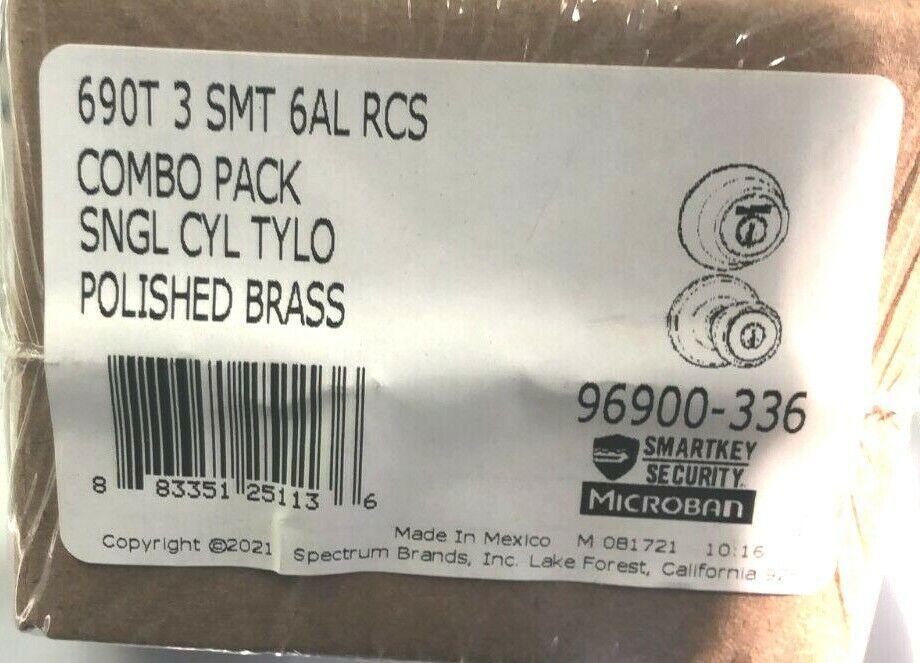 690T 3 SMT 6AL RCS
COMBO PACK
SNGL CYL TYLO
POLISHED BRASS
96900-336
SMARTKEY
SECURITY
MICROBAN
8 83351 25113 6
Made In Mexico M 081721 10:16
Copyright ©2021 Spectrum Brands, Inc. Lake Forest, California